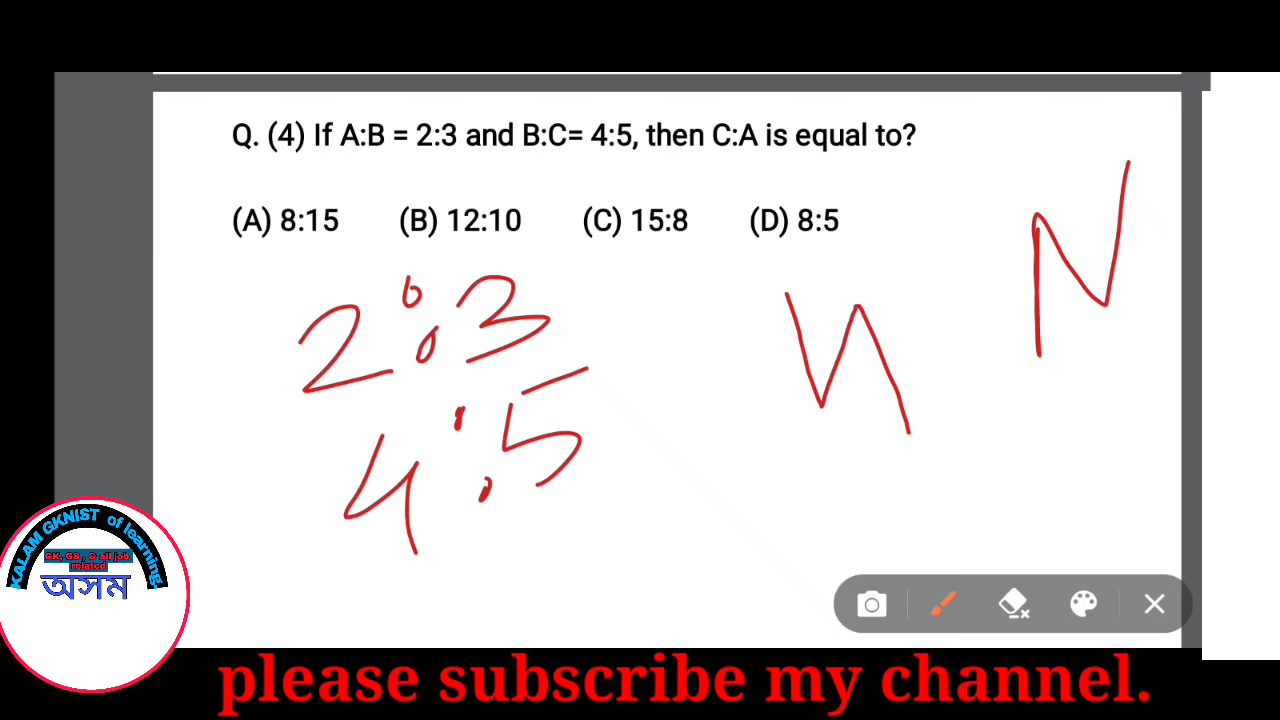 Q. (4) If A:B = 2:3 and B:C= 4:5, then C:A is equal to?
(A) 8:15 (B) 12:10 (C) 15:8 (D) 8:5
2:3
4:5
N
KALAM GKNIST of learning
GK, GS , & all job
related
অসম
please subscribe my channel.